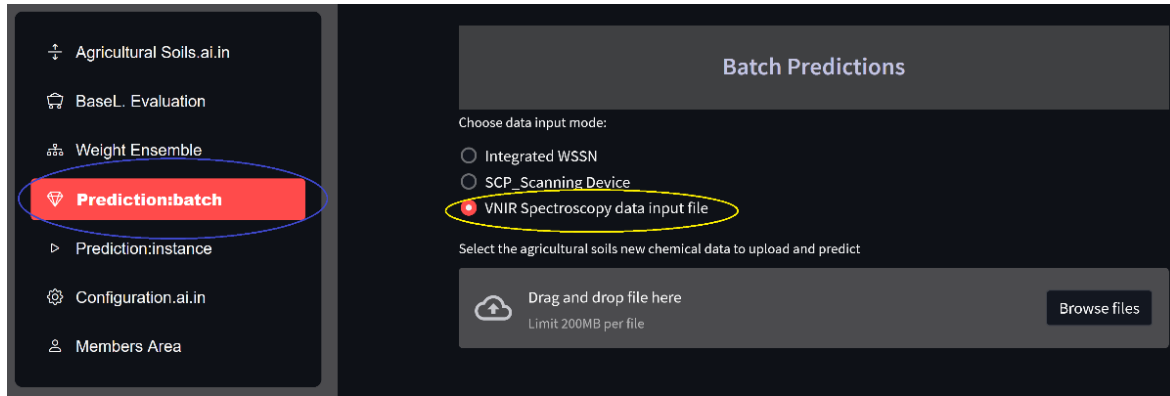 Agricultural Soils.ai.in
BaseL. Evaluation
Weight Ensemble
Prediction:batch
Prediction:instance
Configuration.ai.in
Members Area
Batch Predictions
Choose data input mode:
Integrated WSSN
SCP_Scanning Device
VNIR Spectroscopy data input file
Select the agricultural soils new chemical data to upload and predict
Drag and drop file here
Limit 200MB per file
Browse files